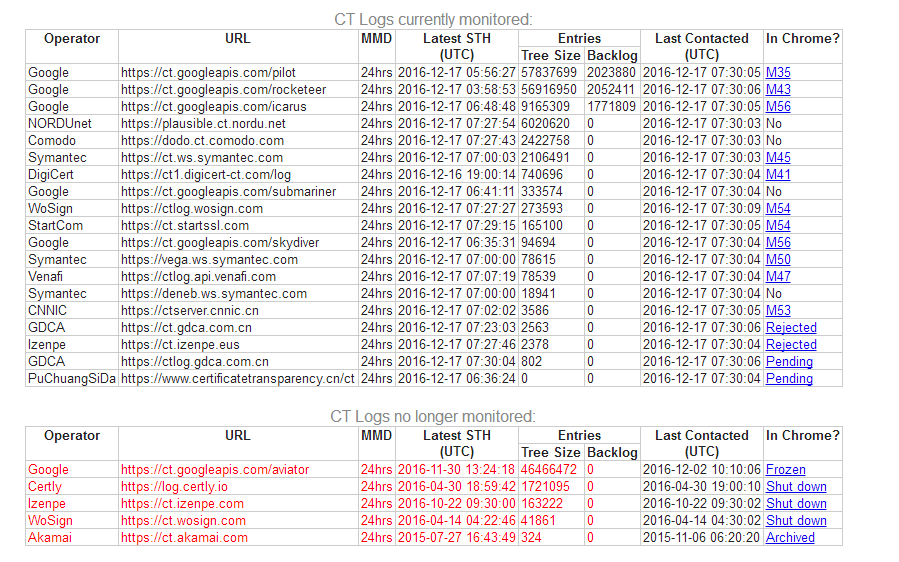 CT Logs currently monitored:
Operator URL MMD Latest STH (UTC) Entries Last Contacted (UTC) In Chrome?
Tree Size Backlog
Google https://ct.googleapis.com/pilot 24hrs 2016-12-17 05:56:27 57837699 2023880 2016-12-17 07:30:05 M35
Google https://ct.googleapis.com/rocketeer 24hrs 2016-12-17 03:58:53 56916950 2052411 2016-12-17 07:30:06 M43
Google https://ct.googleapis.com/icarus 24hrs 2016-12-17 06:48:48 9165309 1771809 2016-12-17 07:30:05 M56
NORDUnet https://plausible.ct.nordu.net 24hrs 2016-12-17 07:27:54 6020620 0 2016-12-17 07:30:03 No
Comodo https://dodo.ct.comodo.com 24hrs 2016-12-17 07:27:43 2422758 0 2016-12-17 07:30:03 No
Symantec https://ct.ws.symantec.com 24hrs 2016-12-17 07:00:03 2106491 0 2016-12-17 07:30:03 M45
DigiCert https://ct1.digicert-ct.com/log 24hrs 2016-12-16 19:00:14 740696 0 2016-12-17 07:30:04 M41
Google https://ct.googleapis.com/submariner 24hrs 2016-12-17 06:41:11 333574 0 2016-12-17 07:30:04 No
WoSign https://ctlog.wosign.com 24hrs 2016-12-17 07:27:27 273593 0 2016-12-17 07:30:09 M54
StartCom https://ct.startssl.com 24hrs 2016-12-17 07:29:15 165100 0 2016-12-17 07:30:05 M54
Google https://ct.googleapis.com/skydiver 24hrs 2016-12-17 06:35:31 94694 0 2016-12-17 07:30:04 M56
Symantec https://vega.ws.symantec.com 24hrs 2016-12-17 07:00:00 78615 0 2016-12-17 07:30:04 M50
Venafi https://ctlog.api.venafi.com 24hrs 2016-12-17 07:07:19 78539 0 2016-12-17 07:30:04 M47
Symantec https://deneb.ws.symantec.com 24hrs 2016-12-17 07:00:00 18941 0 2016-12-17 07:30:04 No
CNNIC https://ctserver.cnnic.cn 24hrs 2016-12-17 07:02:02 3586 0 2016-12-17 07:30:05 M53
GDCA https://ct.gdca.com.cn 24hrs 2016-12-17 07:23:03 2563 0 2016-12-17 07:30:06 Rejected
Izenpe https://ct.izenpe.eus 24hrs 2016-12-17 07:27:46 2378 0 2016-12-17 07:30:04 Rejected
GDCA https://ctlog.gdca.com.cn 24hrs 2016-12-17 07:30:04 802 0 2016-12-17 07:30:06 Pending
PuChuangSiDa https://www.certificatetransparency.cn/ct 24hrs 2016-12-17 06:36:24 0 0 2016-12-17 07:30:04 Pending
CT Logs no longer monitored:
Operator URL MMD Latest STH (UTC) Entries Last Contacted (UTC) In Chrome?
Tree Size Backlog
Google https://ct.googleapis.com/aviator 24hrs 2016-11-30 13:24:18 46466472 0 2016-12-02 10:10:06 Frozen
Certly https://log.certly.io 24hrs 2016-04-30 18:59:42 1721095 0 2016-04-30 19:00:10 Shut down
Izenpe https://ct.izenpe.com 24hrs 2016-10-22 09:30:00 163222 0 2016-10-22 09:30:02 Shut down
WoSign https://ct.wosign.com 24hrs 2016-04-14 04:22:46 41861 0 2016-04-14 04:30:02 Shut down
Akamai https://ct.akamai.com 24hrs 2015-07-27 16:43:49 324 0 2015-11-06 06:20:20 Archived